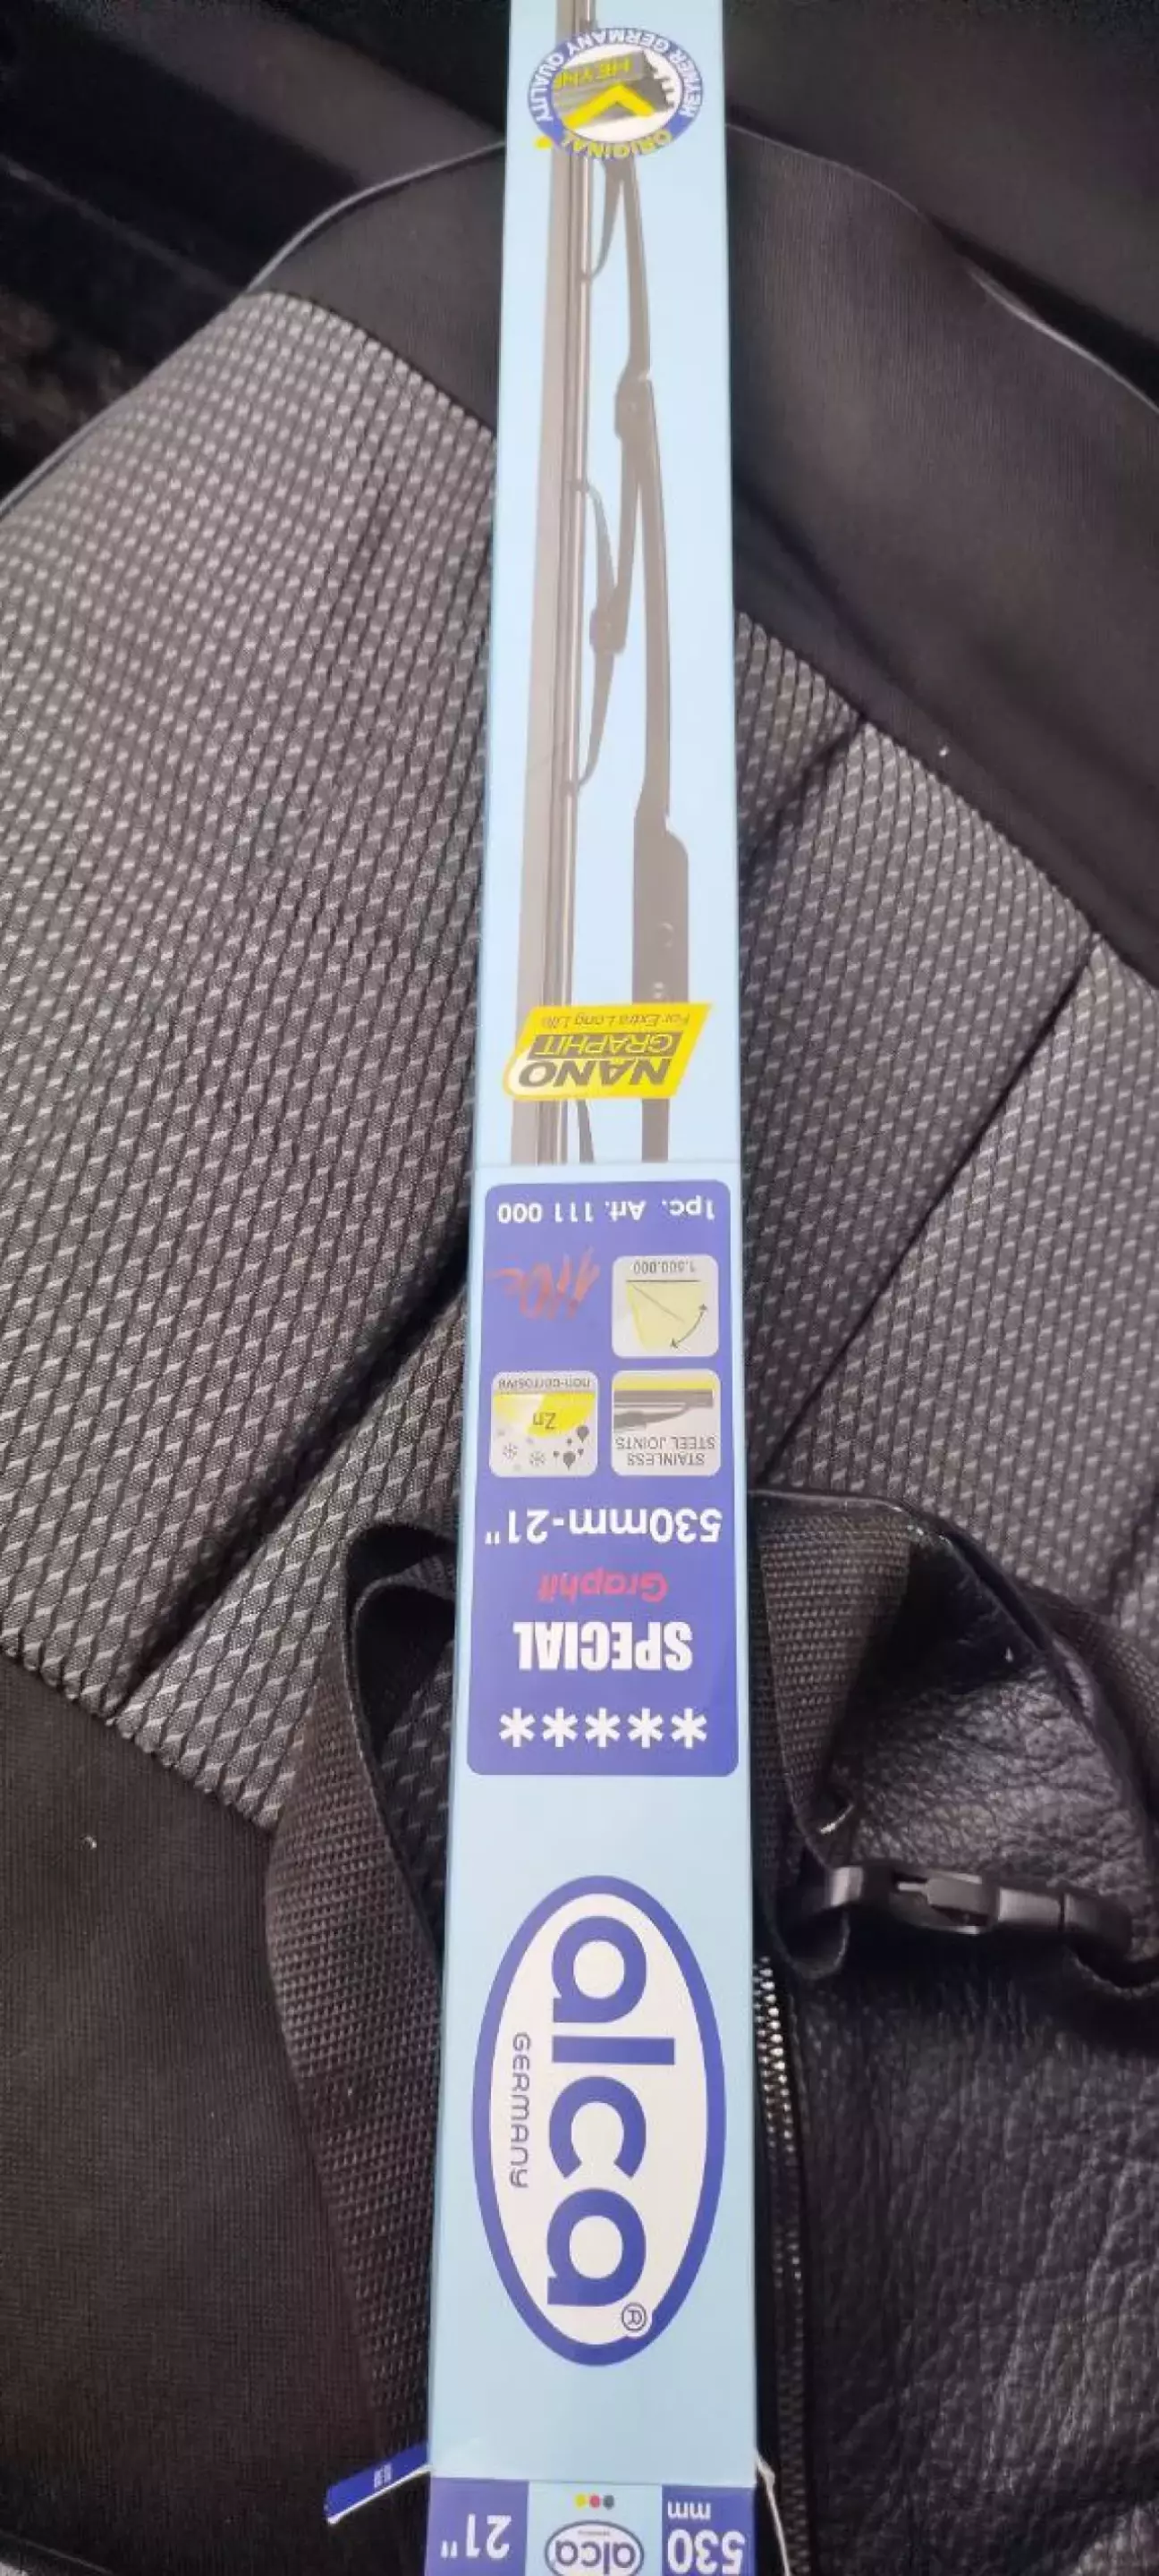 530
mm
alca
21"
alca®
GERMANY
*****
SPECIAL
Graphit
530mm-21"
STAINLESS
STEEL JOINTS
Zn
non-corrosive
1.500.000
1pc. Art. 111 000
NANO
GRAPHIT
For Extra Long Life
ORIGINAL
HEYNER GERMANY QUALITY
HEYNE